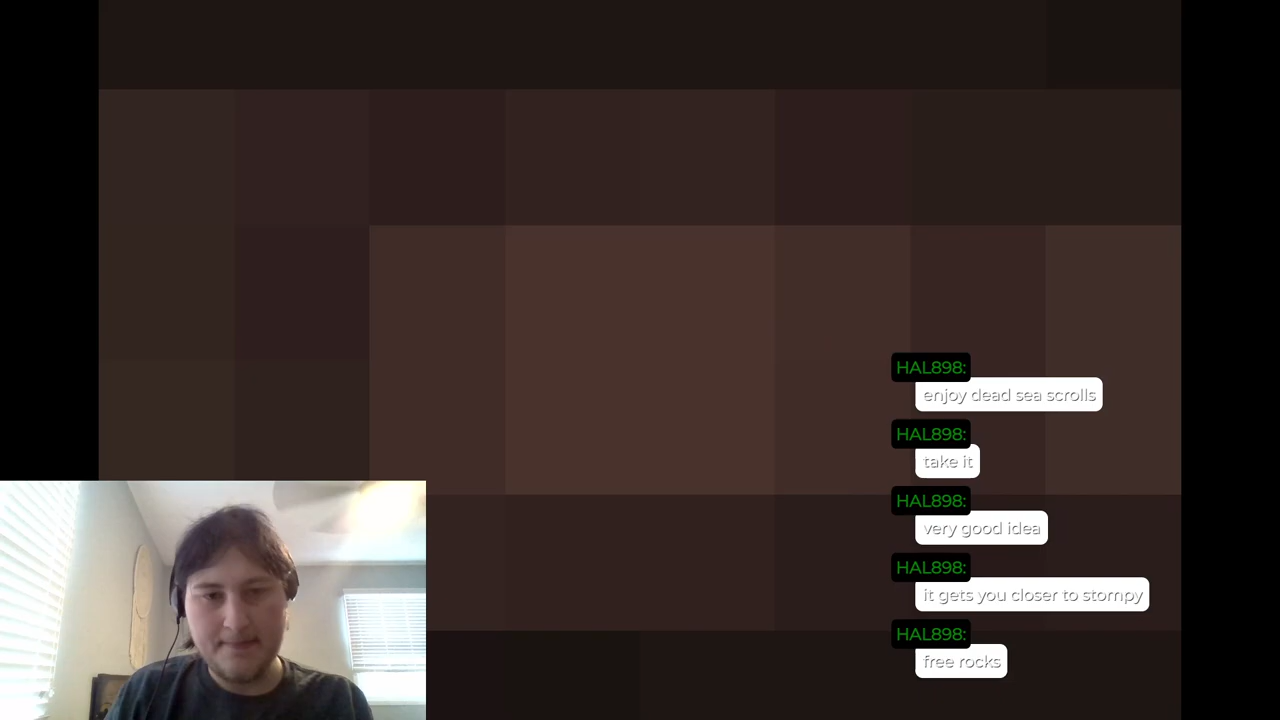 HAL898:
enjoy dead sea scrolls
HAL898:
take it
HAL898:
very good idea
HAL898:
it gets you closer to stompy
HAL898:
free rocks